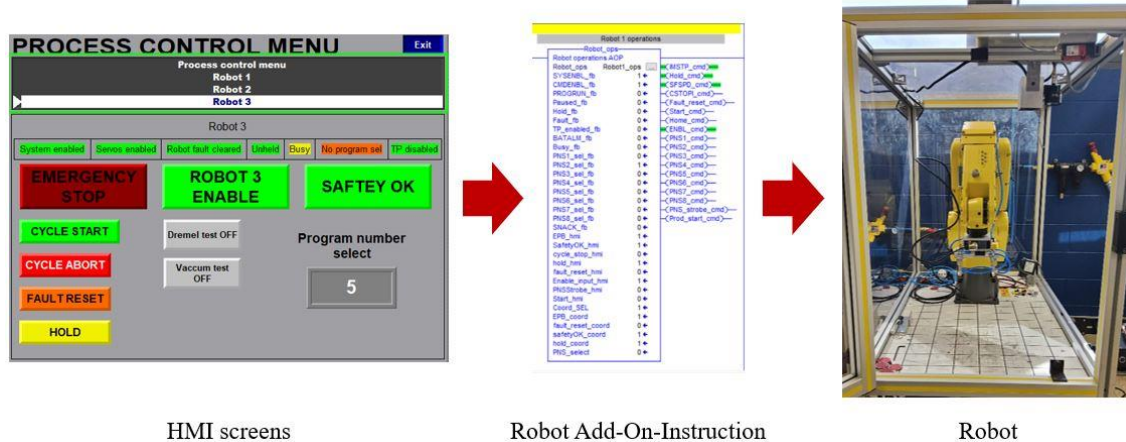 PROCESS CONTROL MENU
Exit
Process control menu
Robot 1
Robot 2
Robot 3
Robot 3
System enabled Servos enabled Robot fault cleared Unheld Busy No program sel TP disabled
EMERGENCY
STOP
ROBOT 3
ENABLE
SAFTEY OK
CYCLE START
CYCLE ABORT
FAULT RESET
HOLD
Dremel test OFF
Vaccum test
OFF
Program number
select
5
Robot 1 operations
Robot_ops
Robot operations AOP
Robot_ops Robot1_ops ...
SYSENBL_fb 1
CMDENBL_fb 1
PROGRUN_fb 0
Paused_fb 0
Hold_fb 0
Fault_fb 0
TP_enabled_fb 0
BATALM_fb 0
Busy_fb 0
PNS1_sel_fb 0
PNS2_sel_fb 1
PNS3_sel_fb 0
PNS4_sel_fb 0
PNS5_sel_fb 0
PNS6_sel_fb 0
PNS7_sel_fb 0
PNS8_sel_fb 0
SNACK_fb 0
EPB_hmi 1
SafetyOK_hmi 1
cycle_stop_hmi 0
hold_hmi 1
fault_reset_hmi 0
Enable_input_hmi 1
PNSStrobe_hmi 0
Start_hmi 0
Coord_SEL 1
EPB_coord 1
fault_reset_coord 0
safetyOK_coord 1
hold_coord 1
PNS_select 0
(IMSTP_cmd)
(Hold_cmd)
(SFSPD_cmd)
(CSTOPI_cmd)
(Fault_reset_cmd)
(Start_cmd)
(Home_cmd)
(ENBL_cmd)
(PNS1_cmd)
(PNS2_cmd)
(PNS3_cmd)
(PNS4_cmd)
(PNS5_cmd)
(PNS6_cmd)
(PNS7_cmd)
(PNS8_cmd)
(PNS_strobe_cmd)
(Prod_start_cmd)
HMI screens
Robot Add-On-Instruction
Robot